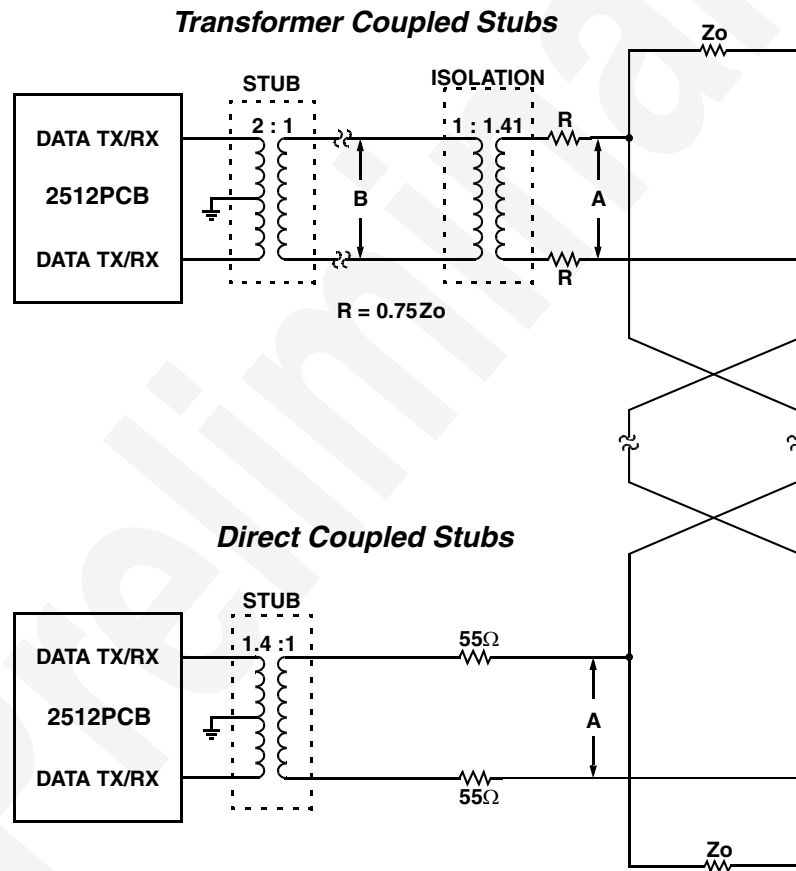 Transformer Coupled Stubs
Zo
STUB
ISOLATION
2 : 1
1 : 1.41
R
DATA TX/RX
2512PCB
B
A
DATA TX/RX
R
R = 0.75Zo
Direct Coupled Stubs
STUB
1.4 :1
55Ω
DATA TX/RX
2512PCB
A
DATA TX/RX
55Ω
Zo
Preliminar